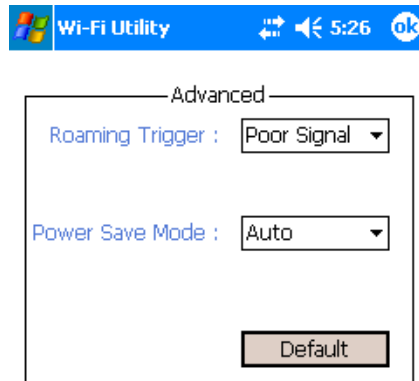 Wi-Fi Utility 5:26 ok
Advanced
Roaming Trigger : Poor Signal
Power Save Mode : Auto
Default